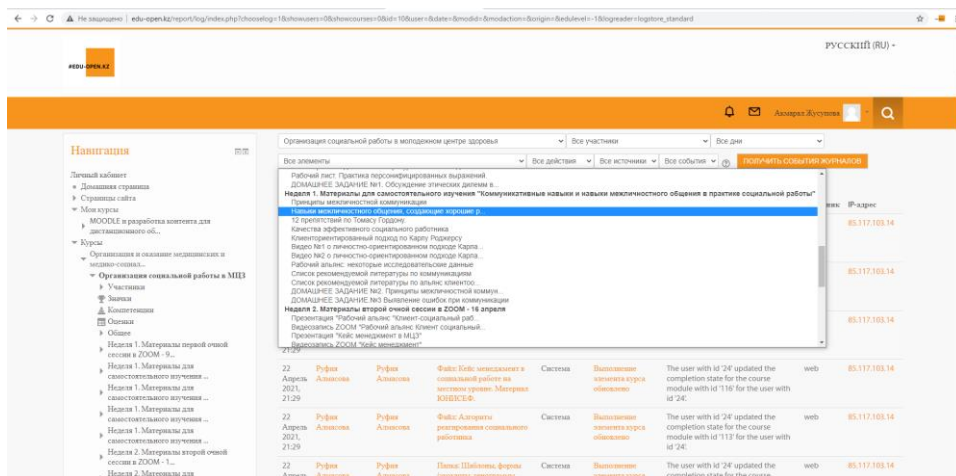 Не защищено | edu-open.kz/report/log/index.php?chooselog=1&showusers=0&showcourses=0&id=10&user=&date=&modid=&modaction=&origin=&edulevel=-1&logreader=logstore_standard
РУССКИЙ (RU)
#EDU-OPEN.KZ
Акмарал Жусупова
Навигация
Личный кабинет
Домашняя страница
Страницы сайта
Мои курсы
MOODLE и разработка контента для
дистанционного об...
Курсы
Организация и оказание медицинских и
медико-социал...
Организация социальной работы в МЦЗ
Участники
Значки
Компетенции
Оценки
Общее
Неделя 1. Материалы первой очной
сессии в ZOOM - 9...
Неделя 1. Материалы для
самостоятельного изучения ...
Неделя 1. Материалы для
самостоятельного изучения ...
Неделя 1. Материалы для
самостоятельного изучения ...
Неделя 2. Материалы второй очной
сессии в ZOOM - 1...
Неделя 2. Материалы для
Организация социальной работы в молодежном центре здоровья
Все участники
Все дни
Все элементы
Все действия
Все источники
Все события
ПОЛУЧИТЬ СОБЫТИЯ ЖУРНАЛОВ
Рабочий лист. Практика персонифицированных выражений
ДОМАШНЕЕ ЗАДАНИЕ №1. Обсуждение этических дилемм в...
Неделя 1. Материалы для самостоятельного изучения "Коммуникативные навыки и навыки межличностного общения в практике социальной работы"
Принципы межличностной коммуникации
Навыки межличностного общения, создающие хорошие р...
12 препятствий по Томасу Гордону.
Качества эффективного социального работника
Клиенторientированный подход по Карлу Роджерсу
Видео №1 о личностно-ориентированном подходе Карла...
Видео №2 о личностно-ориентированном подходе Карла...
Рабочий альянс: некоторые исследовательские данные
Список рекомендуемой литературы по коммуникациям
Список рекомендуемой литературы по альянс клиентоо...
ДОМАШНЕЕ ЗАДАНИЕ №2. Принципы межличностной коммун...
ДОМАШНЕЕ ЗАДАНИЕ №3 Выявление ошибок при коммуникации
Неделя 2. Материалы второй очной сессии в ZOOM - 16 апреля
Презентация "Рабочий альянс "Клиент-социальный раб...
Видеозапись ZOOM "Рабочий альянс Клиент социальный...
Презентация "Кейс менеджмент в МЦЗ"
Видеозапись ZOOM "Кейс менеджмент"
IP-адрес
85.117.103.14
85.117.103.14
85.117.103.14
21:29
22 Апрель 2021, 21:29
Руфия Алмасова
Руфия Алмасова
Файл: Кейс менеджмент в социальной работе на местном уровне. Материал ЮНИСЕФ.
Система
Выполнение элемента курса обновлено
The user with id '24' updated the completion state for the course module with id '116' for the user with id '24'.
web
85.117.103.14
22 Апрель 2021, 21:29
Руфия Алмасова
Руфия Алмасова
Файл: Алгоритм реагирования социального работника
Система
Выполнение элемента курса обновлено
The user with id '24' updated the completion state for the course module with id '113' for the user with id '24'.
web
85.117.103.14
22
Руфия
Руфия
Папка: Шаблоны, формы
Система
Выполнение
The user with id '24' updated the
web
85.117.103.14